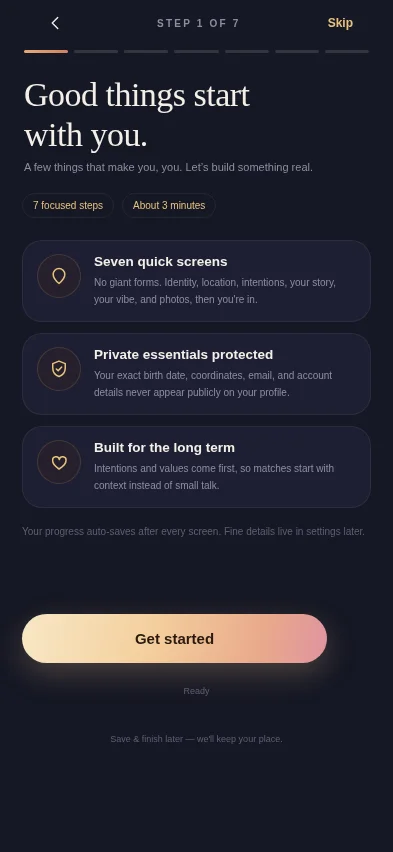 STEP 1 OF 7
Skip
Good things start
with you.
A few things that make you, you. Let's build something real.
7 focused steps
About 3 minutes
Seven quick screens
No giant forms. Identity, location, intentions, your story,
your vibe, and photos, then you're in.
Private essentials protected
Your exact birth date, coordinates, email, and account
details never appear publicly on your profile.
Built for the long term
Intentions and values come first, so matches start with
context instead of small talk.
Your progress auto-saves after every screen. Fine details live in settings later.
Get started
Ready
Save & finish later — we'll keep your place.